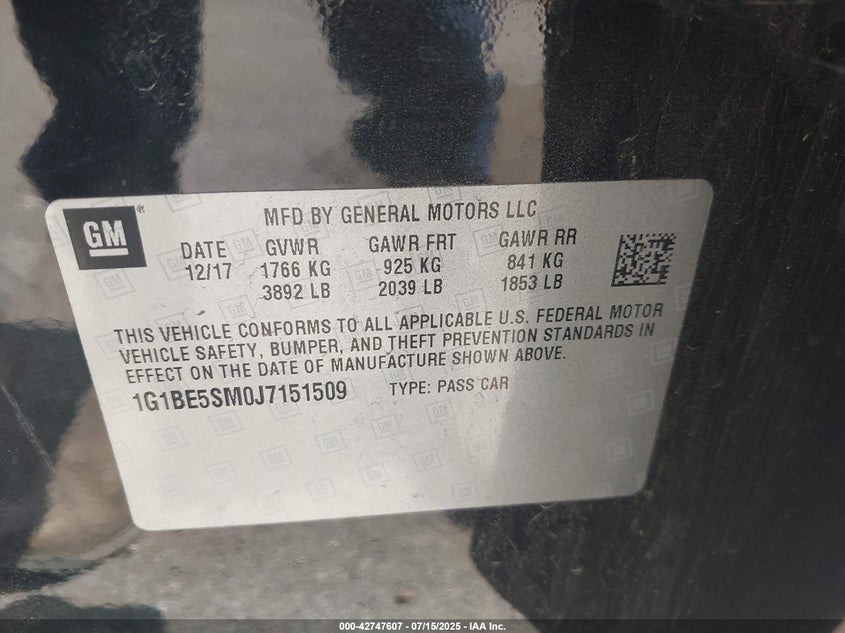 GM ®
MFD BY GENERAL MOTORS LLC
DATE GVWR GAWR FRT GAWR RR
12/17 1766 KG 925 KG 841 KG
3892 LB 2039 LB 1853 LB
THIS VEHICLE CONFORMS TO ALL APPLICABLE U.S. FEDERAL MOTOR
VEHICLE SAFETY, BUMPER, AND THEFT PREVENTION STANDARDS IN
EFFECT ON THE DATE OF MANUFACTURE SHOWN ABOVE.
1G1BE5SM0J7151509 TYPE: PASS CAR
000-42747607 - 07/15/2025 - IAA Inc.